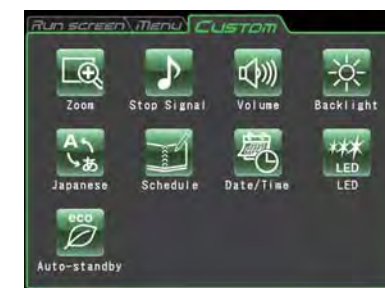 Run screen Menu Custom
Zoom Stop Signal Volume Backlight
A あ LED
Japanese Schedule Date/Time LED
eco
Auto-standby